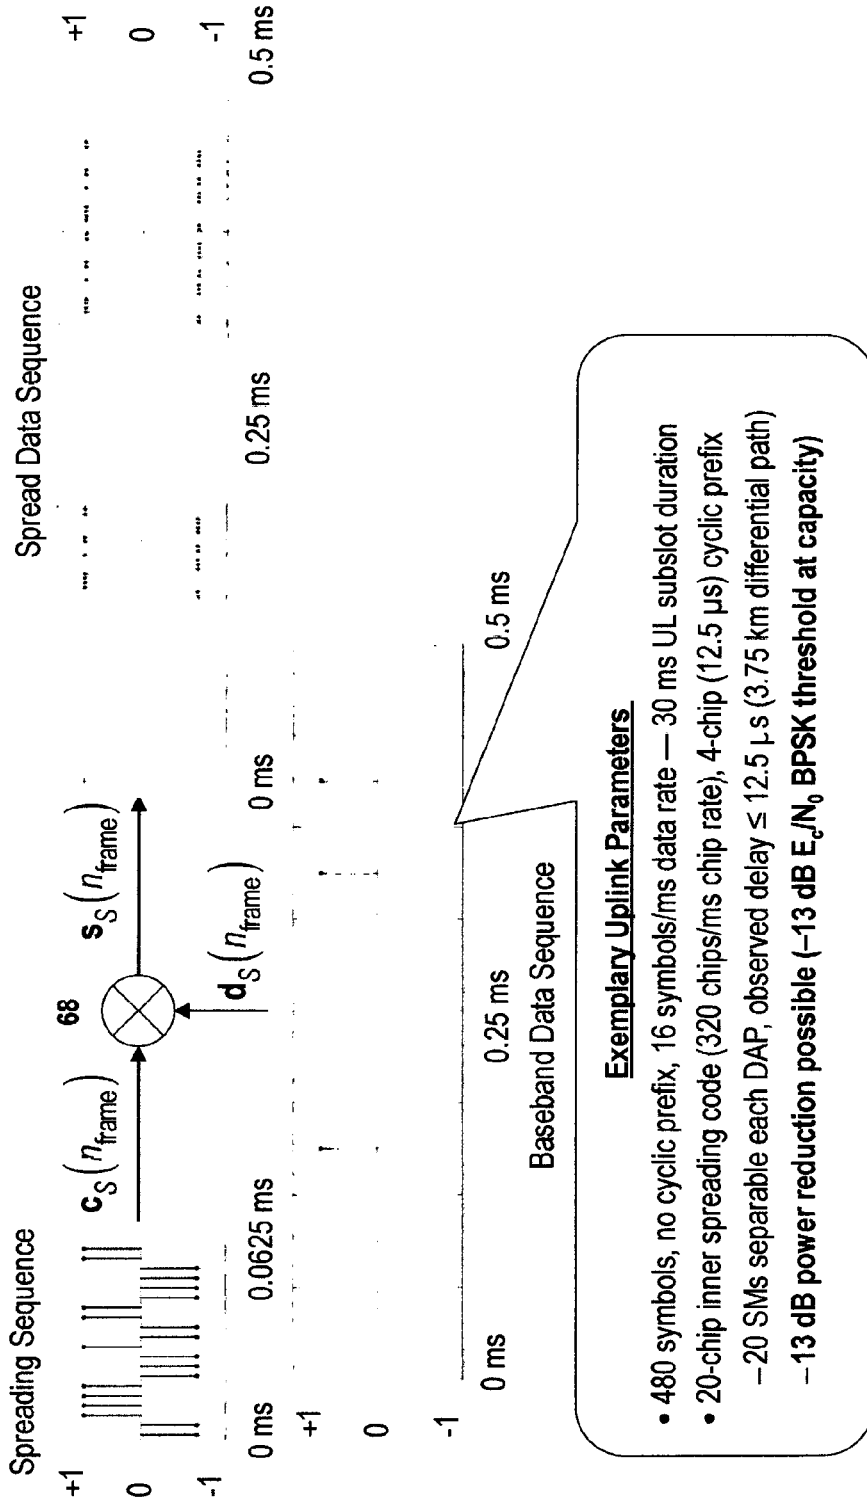 Spreading Sequence
+1
0
-1
0 ms
0.0625 ms
c_S(n_frame)
68
s_S(n_frame)
d_S(n_frame)
Spread Data Sequence
+1
0
-1
0 ms
0.25 ms
0.5 ms
+1
0
-1
0 ms
0.25 ms
0.5 ms
Baseband Data Sequence
Exemplary Uplink Parameters
• 480 symbols, no cyclic prefix, 16 symbols/ms data rate — 30 ms UL subslot duration
• 20-chip inner spreading code (320 chips/ms chip rate), 4-chip (12.5 µs) cyclic prefix
–20 SMs separable each DAP, observed delay ≤ 12.5 µs (3.75 km differential path)
–13 dB power reduction possible (–13 dB E_c/N_0 BPSK threshold at capacity)